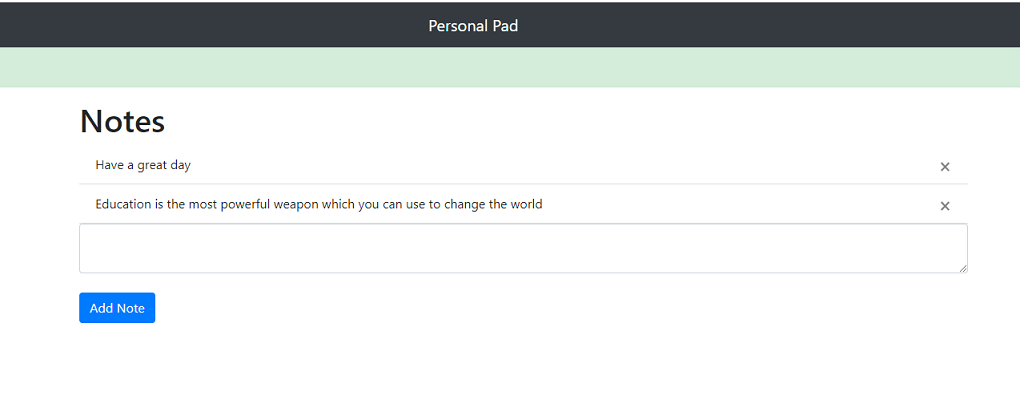 Personal Pad
Notes
Have a great day
Education is the most powerful weapon which you can use to change the world
Add Note